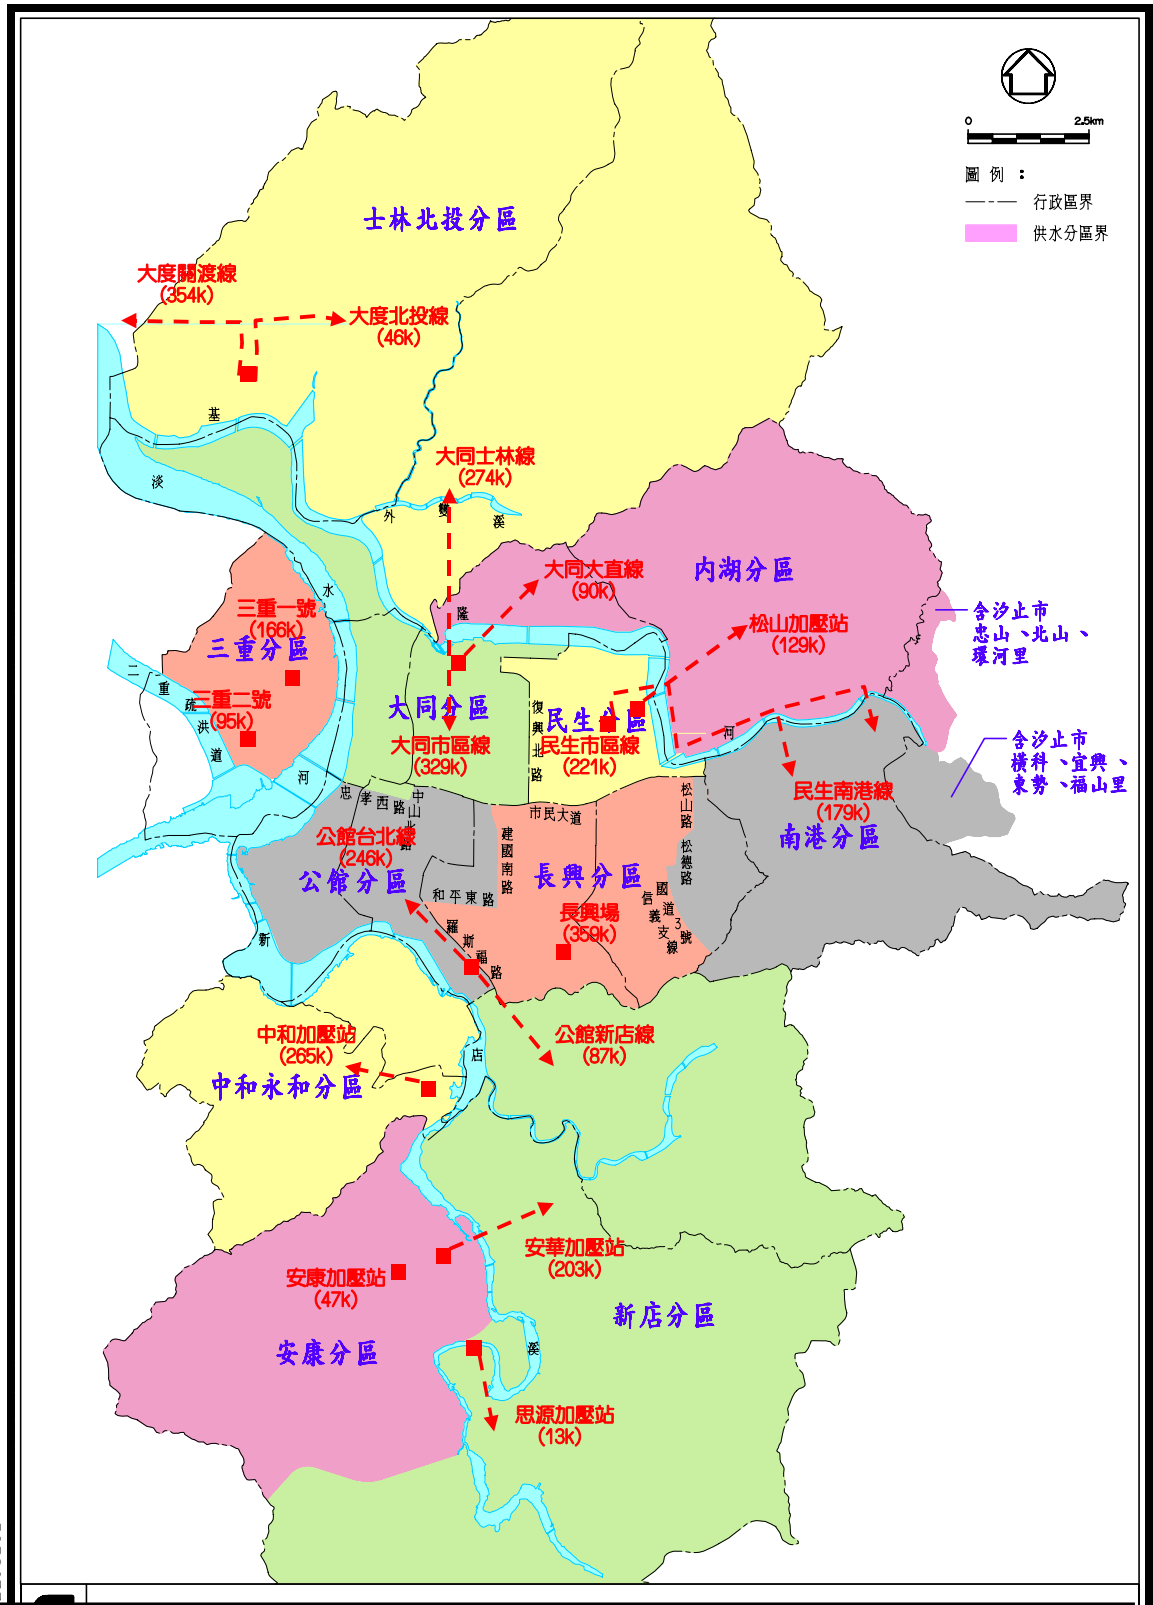 0 2.5km
圖 例 :
行政區界
供水分區界
士林北投分區
大度關渡線
(354k)
大度北投線
(46k)
基
淡
大同士林線
(274k)
外 雙 溪
大同大直線
(90k)
內湖分區
隆
水
三重一號
(166k)
三重分區
松山加壓站
(129k)
含汐止市
忠山、北山、
環河里
二重疏洪道
三重二號
(95k)
大同分區
復興北路
民生分區
大同市區線
(329k)
民生市區線
(221k)
河
河
含汐止市
橫科、宜興、
東勢、福山里
民生南港線
(179k)
南港分區
忠孝西路
中山北路
市民大道
松山路
公館台北線
(246k)
公館分區
建國南路
長興分區
松德路
和平東路
國道3號
信義支線
長興場
(359k)
羅斯福路
新
公館新店線
(87k)
中和加壓站
(265k)
中和永和分區
店
安華加壓站
(203k)
安康加壓站
(47k)
新店分區
安康分區
溪
思源加壓站
(13k)